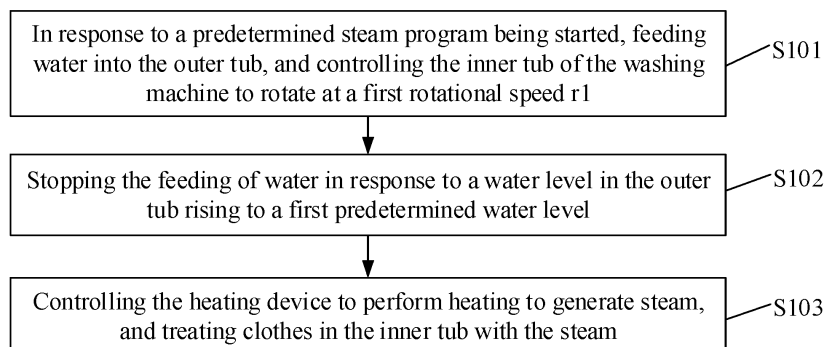 In response to a predetermined steam program being started, feeding
water into the outer tub, and controlling the inner tub of the washing
machine to rotate at a first rotational speed r1
S101
Stopping the feeding of water in response to a water level in the outer
tub rising to a first predetermined water level
S102
Controlling the heating device to perform heating to generate steam,
and treating clothes in the inner tub with the steam
S103